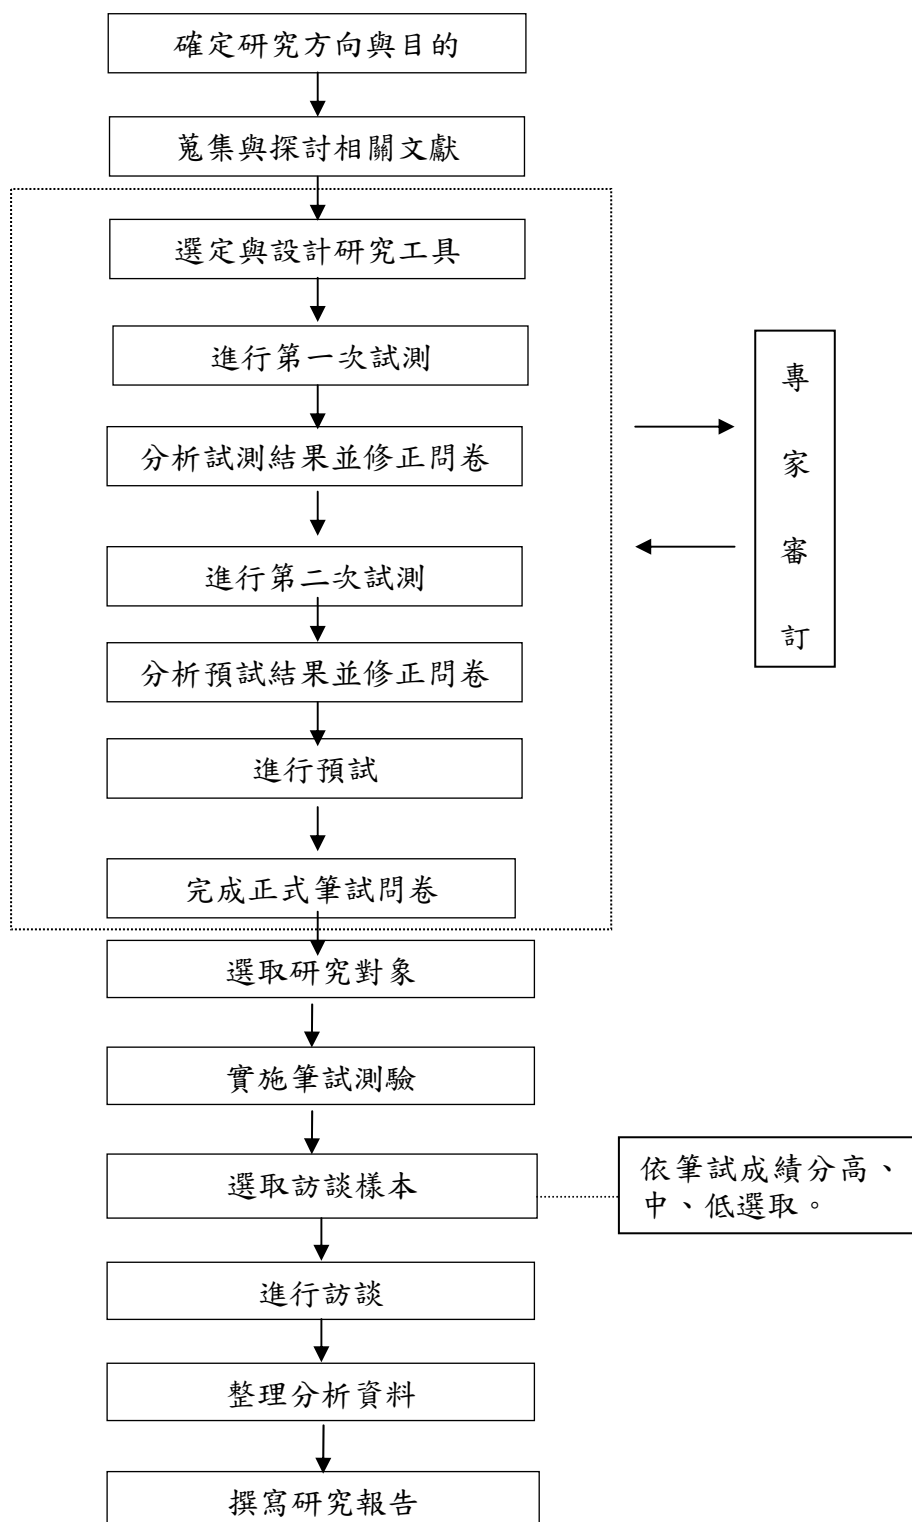 確定研究方向與目的
蒐集與探討相關文獻
選定與設計研究工具
進行第一次試測
分析試測結果並修正問卷
進行第二次試測
分析預試結果並修正問卷
進行預試
完成正式筆試問卷
專
家
審
訂
選取研究對象
實施筆試測驗
選取訪談樣本
依筆試成績分高、
中、低選取。
進行訪談
整理分析資料
撰寫研究報告